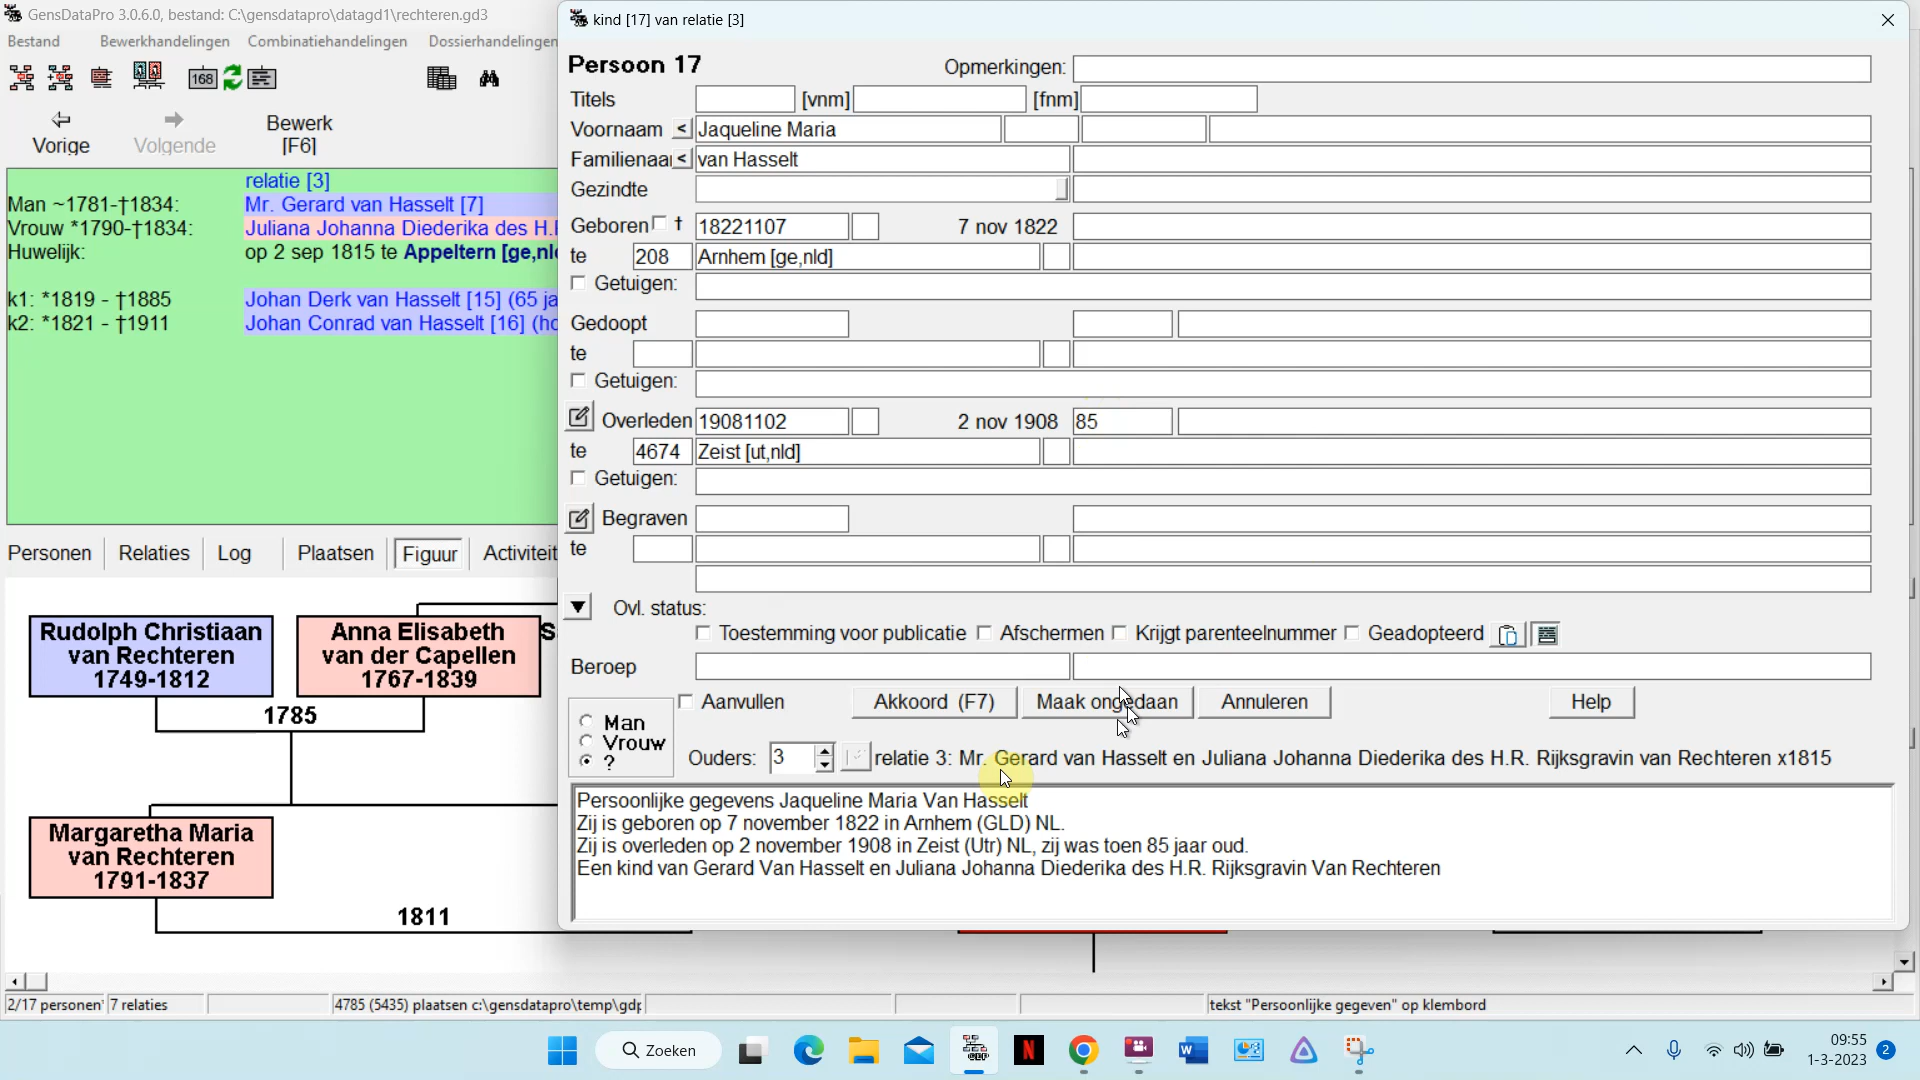 GensDataPro 3.0.6.0, bestand: C:\gensdatapro\datagd1\rechteren.gd3
Bestand Bewerkhandelingen Combinatiehandelingen Dossierhandelingen
168
Vorige Volgende Bewerk [F6]
relatie [3]
Man ~1781-†1834: Mr. Gerard van Hasselt [7]
Vrouw *1790-†1834: Juliana Johanna Diederika des H.
Huwelijk: op 2 sep 1815 te Appeltern [ge,nl
k1: *1819 - †1885 Johan Derk van Hasselt [15] (65 ja
k2: *1821 - †1911 Johan Conrad van Hasselt [16] (ho
Personen Relaties Log Plaatsen Figuur Activiteit
Rudolph Christiaan
van Rechteren
1749-1812
Anna Elisabeth
van der Capellen
1767-1839
S
1785
Margaretha Maria
van Rechteren
1791-1837
1811
kind [17] van relatie [3]
Persoon 17 Opmerkingen:
Titels [vnm] [fnm]
Voornaam < Jaqueline Maria
Familienaa < van Hasselt
Gezindte
Geboren † 18221107 7 nov 1822
te 208 Arnhem [ge,nld]
Getuigen:
Gedoopt
te
Getuigen:
Overleden 19081102 2 nov 1908 85
te 4674 Zeist [ut,nld]
Getuigen:
Begraven
te
Ovl. status:
Toestemming voor publicatie Afschermen Krijgt parenteelnummer Geadopteerd
Beroep
Aanvullen Akkoord (F7) Maak ongedaan Annuleren Help
Man
Vrouw
?
Ouders: 3 relatie 3: Mr. Gerard van Hasselt en Juliana Johanna Diederika des H.R. Rijksgravin van Rechteren x1815
Persoonlijke gegevens Jaqueline Maria Van Hasselt
Zij is geboren op 7 november 1822 in Arnhem (GLD) NL.
Zij is overleden op 2 november 1908 in Zeist (Utr) NL, zij was toen 85 jaar oud.
Een kind van Gerard Van Hasselt en Juliana Johanna Diederika des H.R. Rijksgravin Van Rechteren
2/17 personen 7 relaties 4785 (5435) plaatsen c:\gensdatapro\temp\gdp tekst "Persoonlijke gegeven" op klembord
Zoeken
09:55
1-3-2023
2